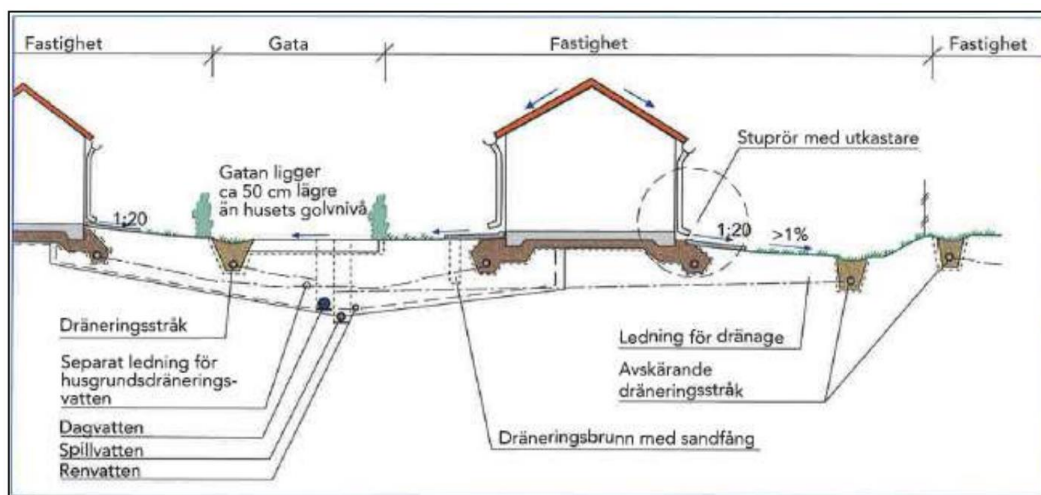 Fastighet
Gata
Fastighet
Fastighet
Stuprör med utkastare
Gatan ligger
ca 50 cm lägre
än husets golvnivå
1:20
1:20
>1%
Dräneringsstråk
Separat ledning för
husgrundsdränerings-
vatten
Dagvatten
Spillvatten
Renvatten
Dräneringsbrunn med sandfång
Ledning för dränage
Avskärande
dräneringsstråk